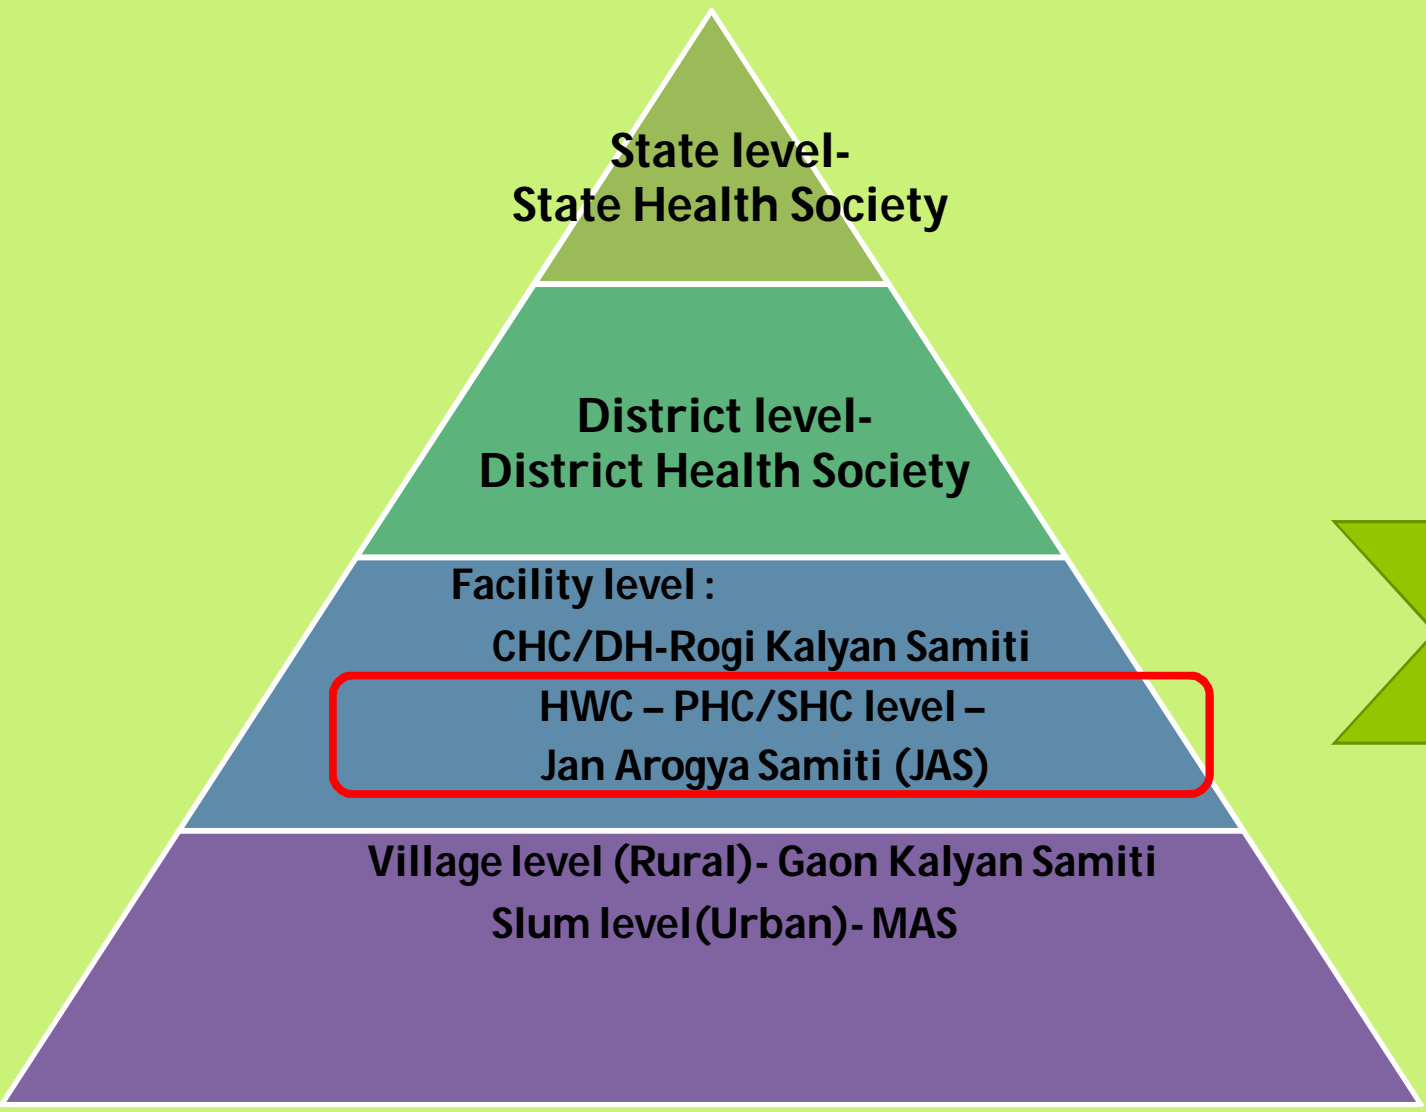 State level-
State Health Society
District level-
District Health Society
Facility level :
CHC/DH-Rogi Kalyan Samiti
HWC – PHC/SHC level –
Jan Arogya Samiti (JAS)
Village level (Rural)- Gaon Kalyan Samiti
Slum level (Urban)- MAS